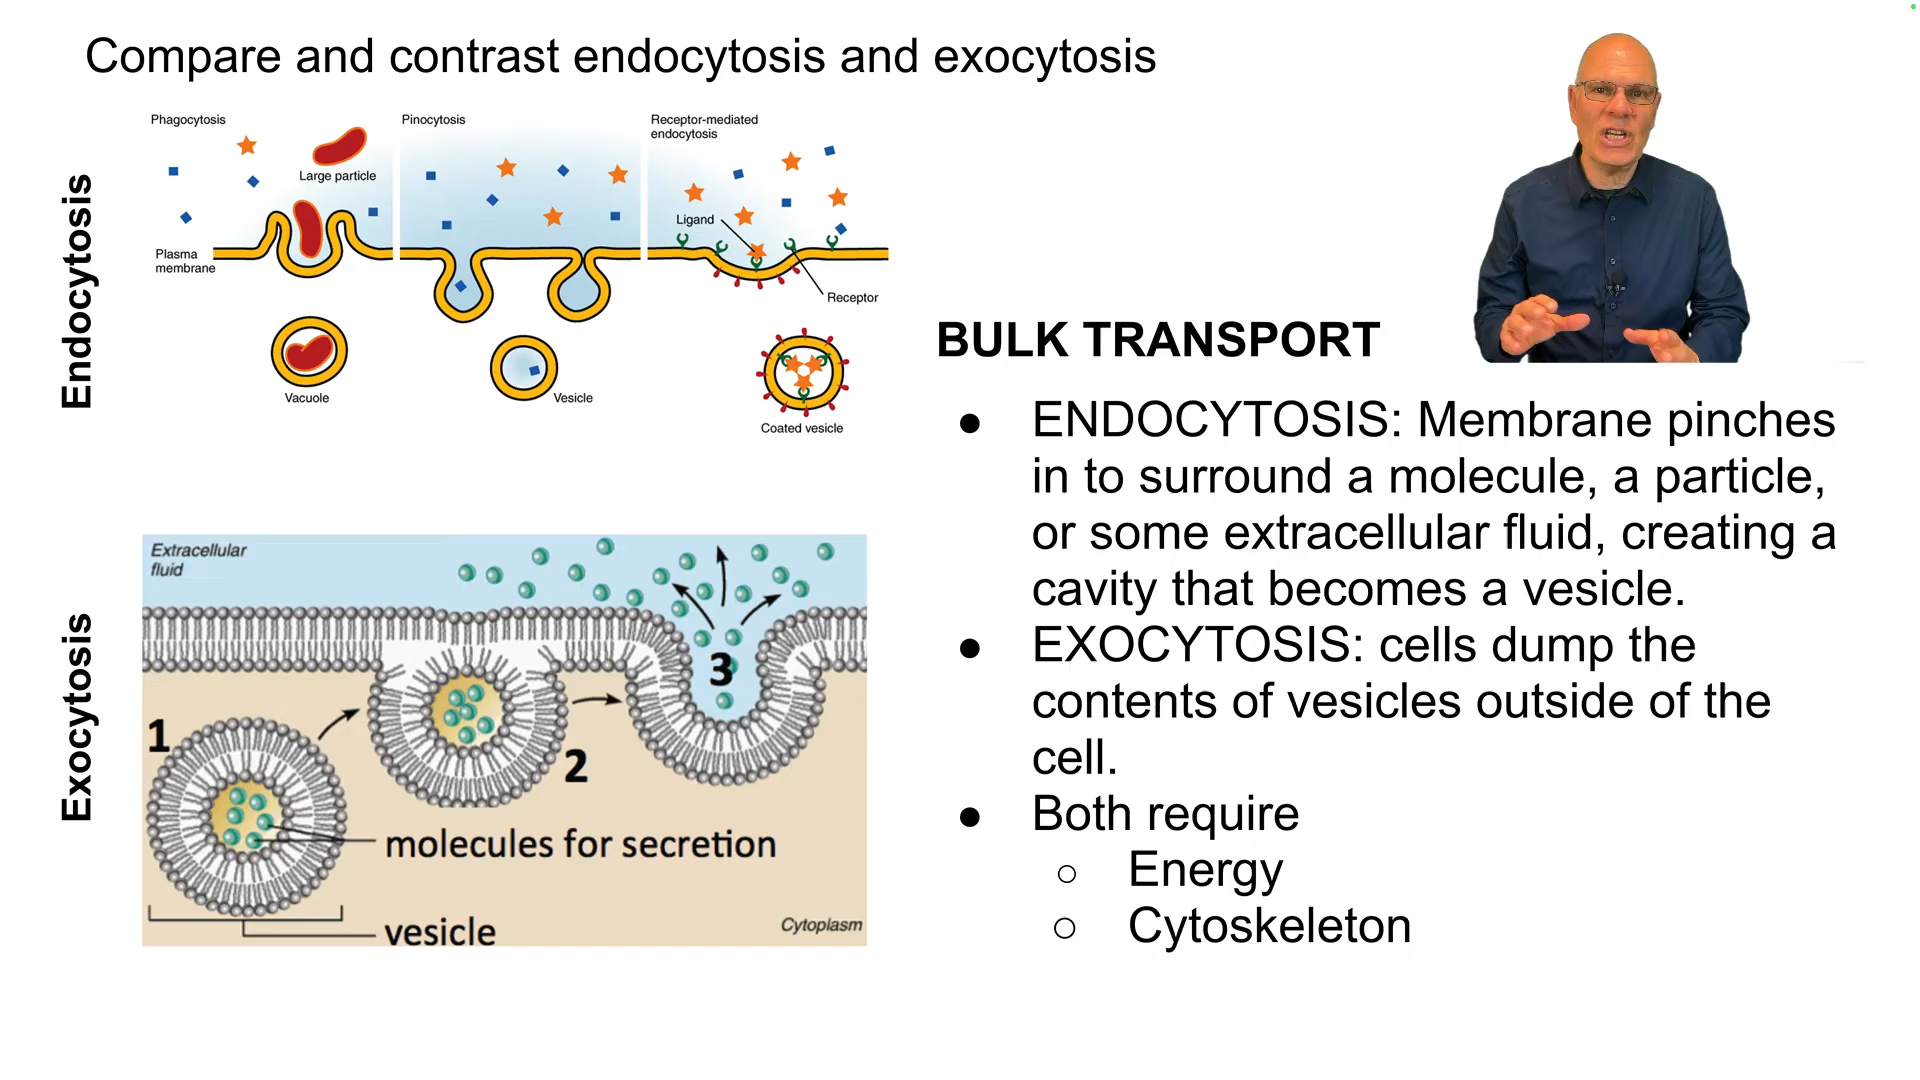 Compare and contrast endocytosis and exocytosis
Endocytosis
Phagocytosis
Large particle
Plasma
membrane
Vacuole
Pinocytosis
Vesicle
Receptor-mediated
endocytosis
Ligand
Receptor
Coated vesicle
BULK TRANSPORT
● ENDOCYTOSIS: Membrane pinches
in to surround a molecule, a particle,
or some extracellular fluid, creating a
cavity that becomes a vesicle.
● EXOCYTOSIS: cells dump the
contents of vesicles outside of the
cell.
● Both require
○ Energy
○ Cytoskeleton
Exocytosis
Extracellular
fluid
1
2
3
molecules for secretion
vesicle
Cytoplasm